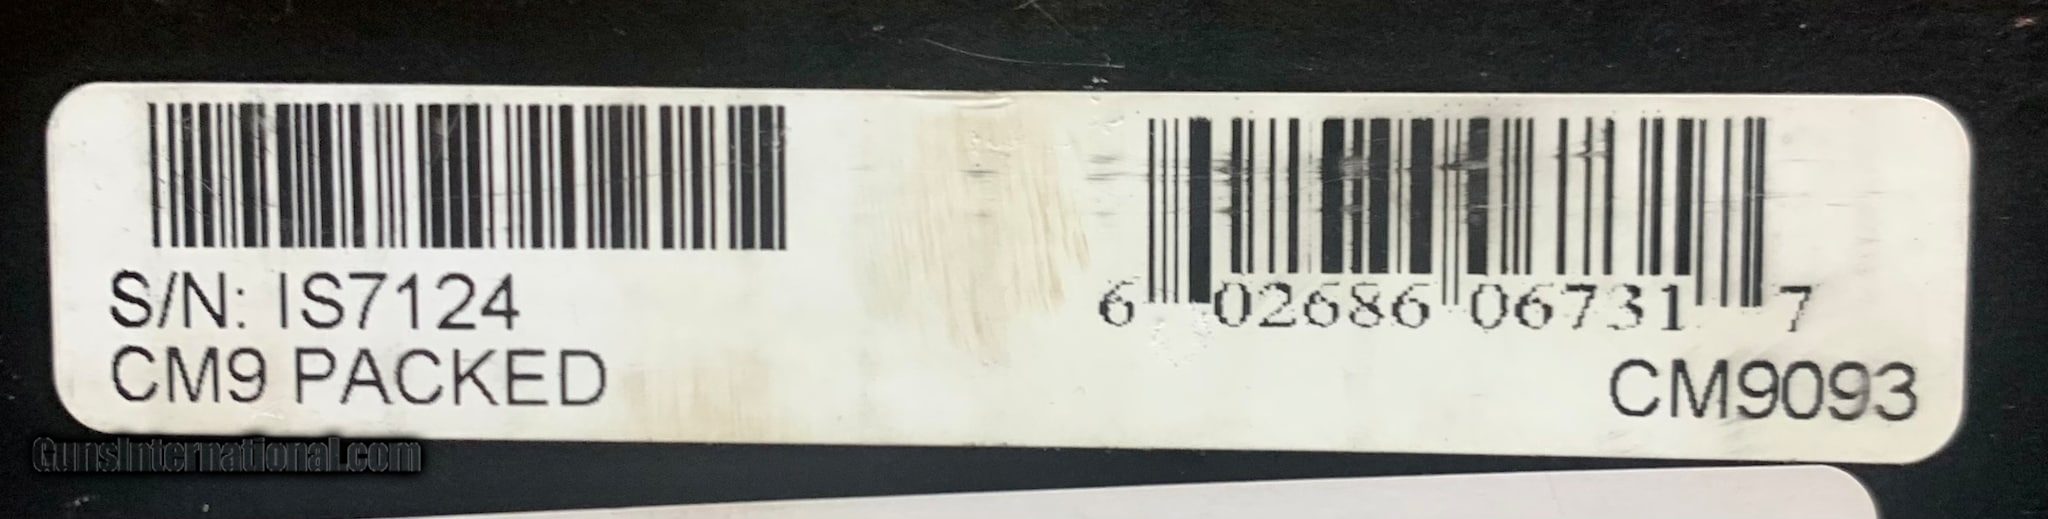 S/N: IS7124
CM9 PACKED
6 02686 06731 7
CM9093
GunsInternational.com